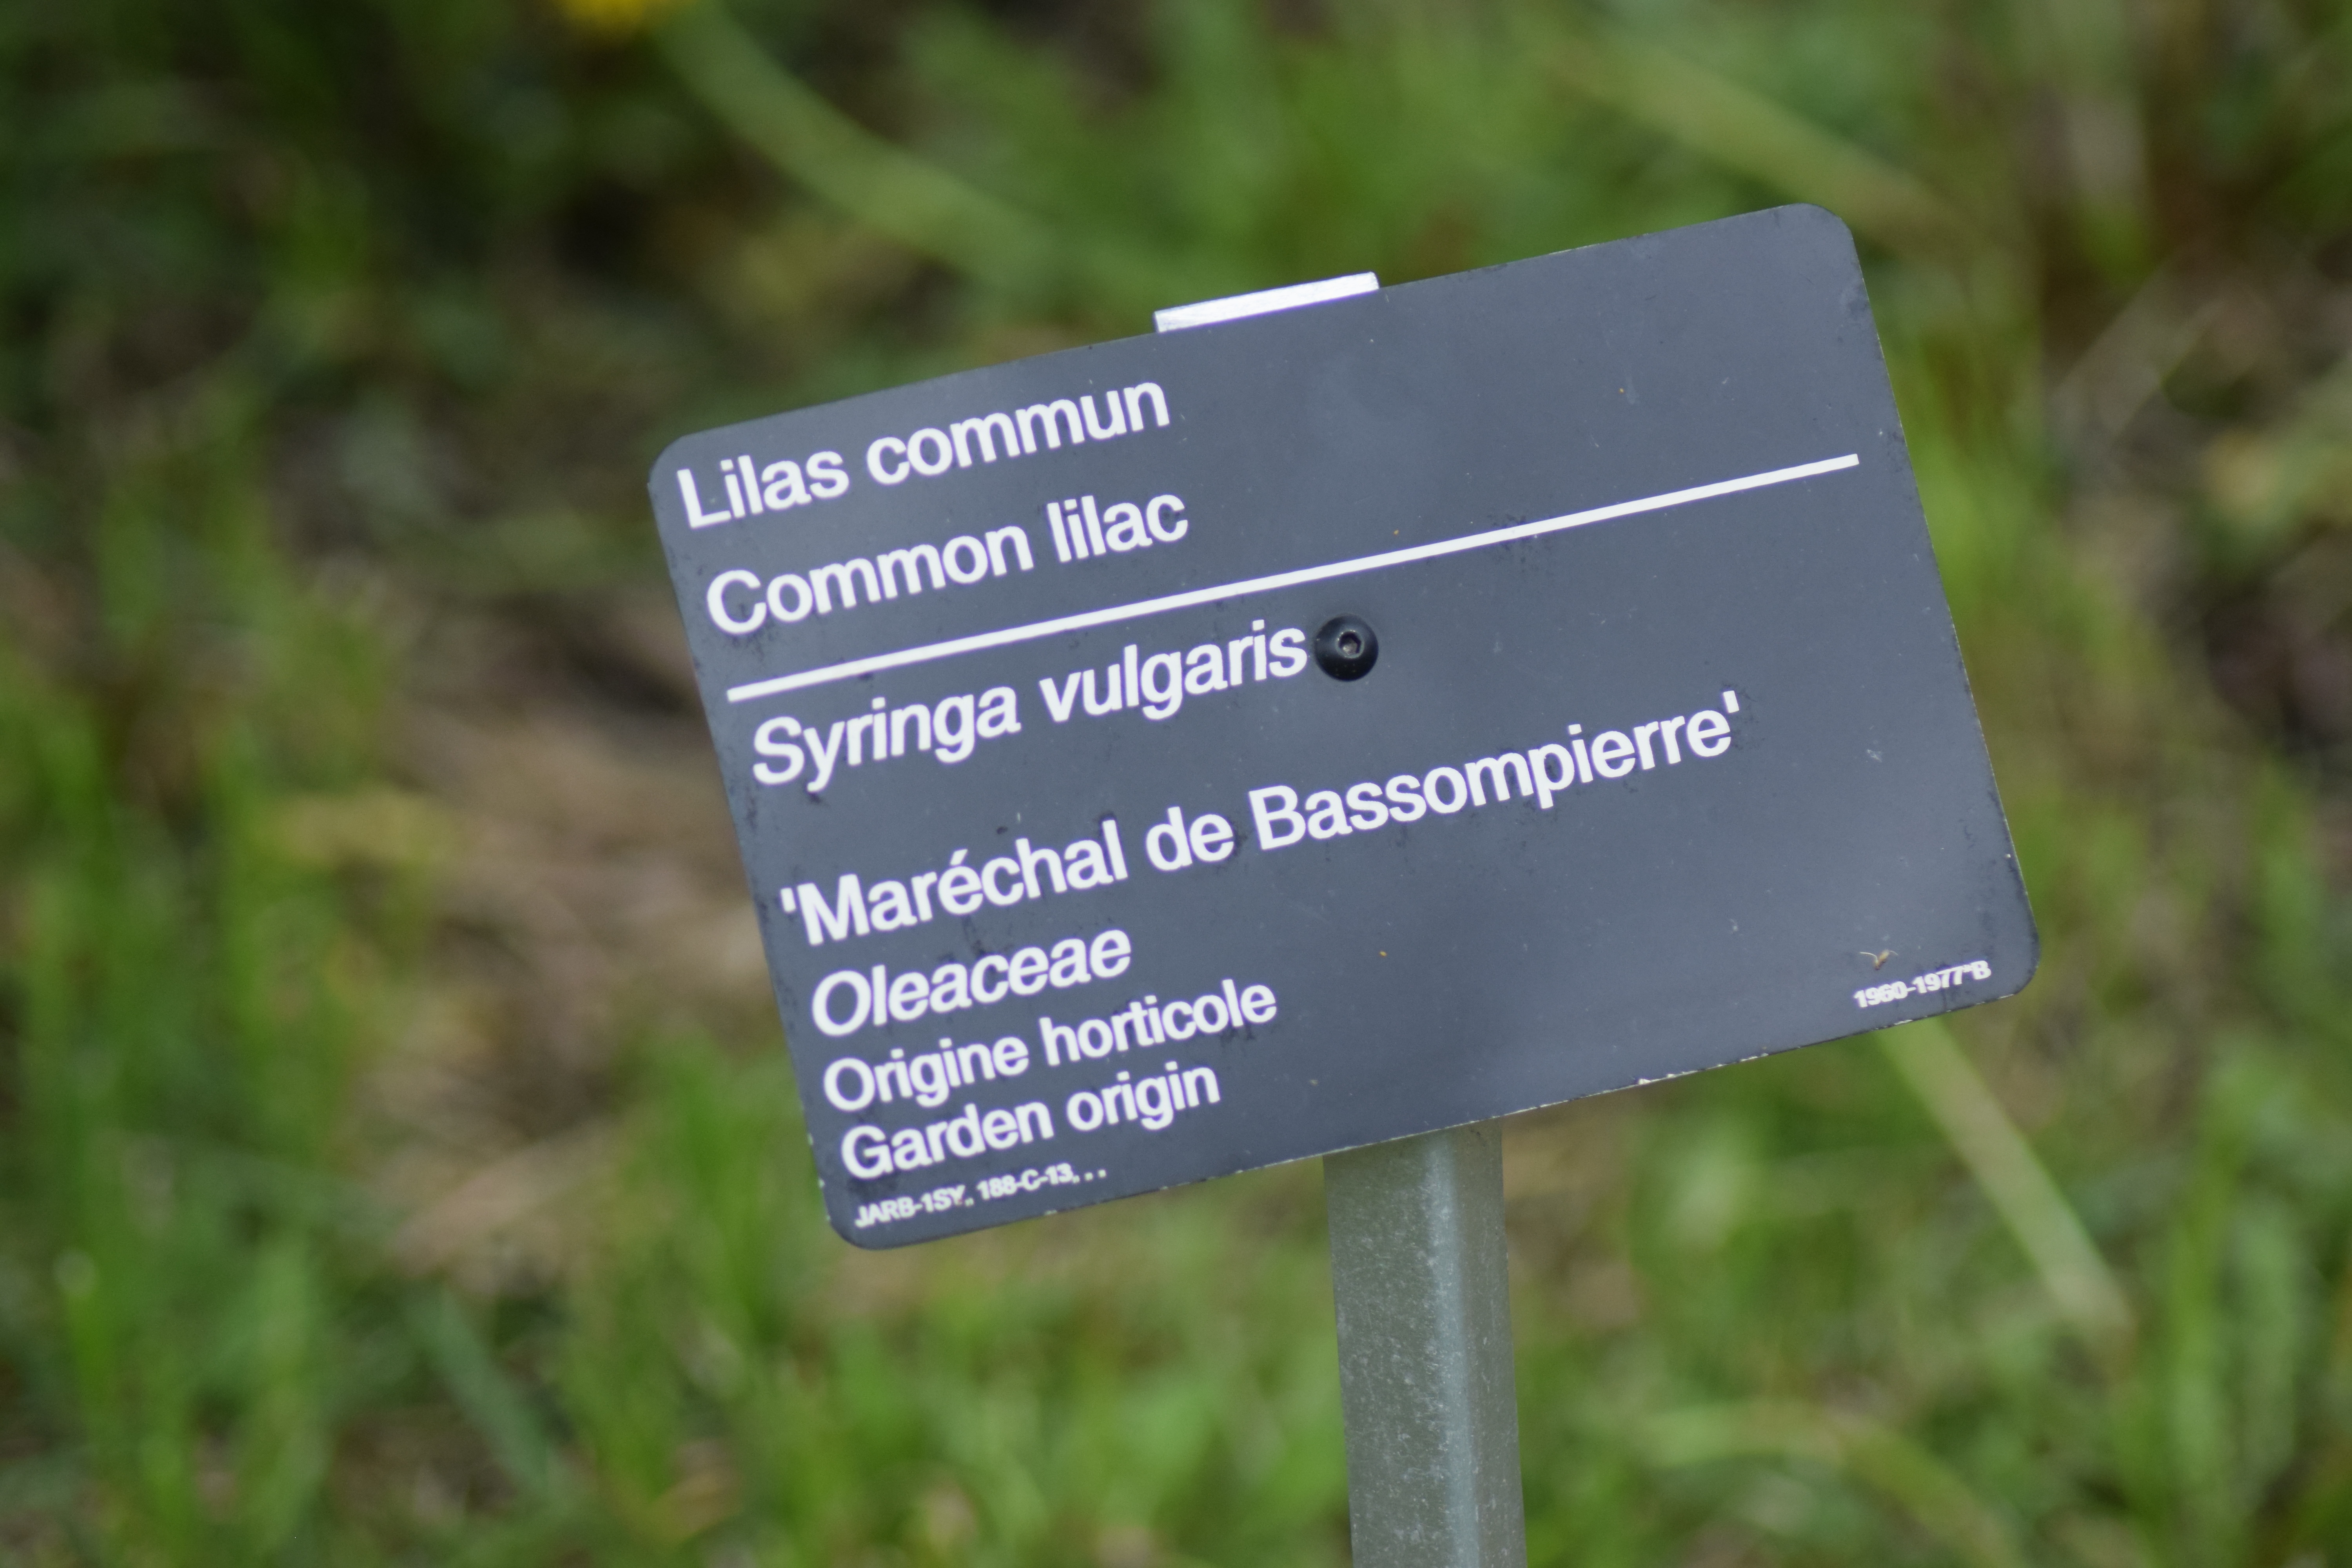 Lilas commun
Common lilac
Syringa vulgaris
'Maréchal de Bassompierre'
Oleaceae
Origine horticole
Garden origin
1960-1977*B
JARB-1SY, 188-C-13, . .